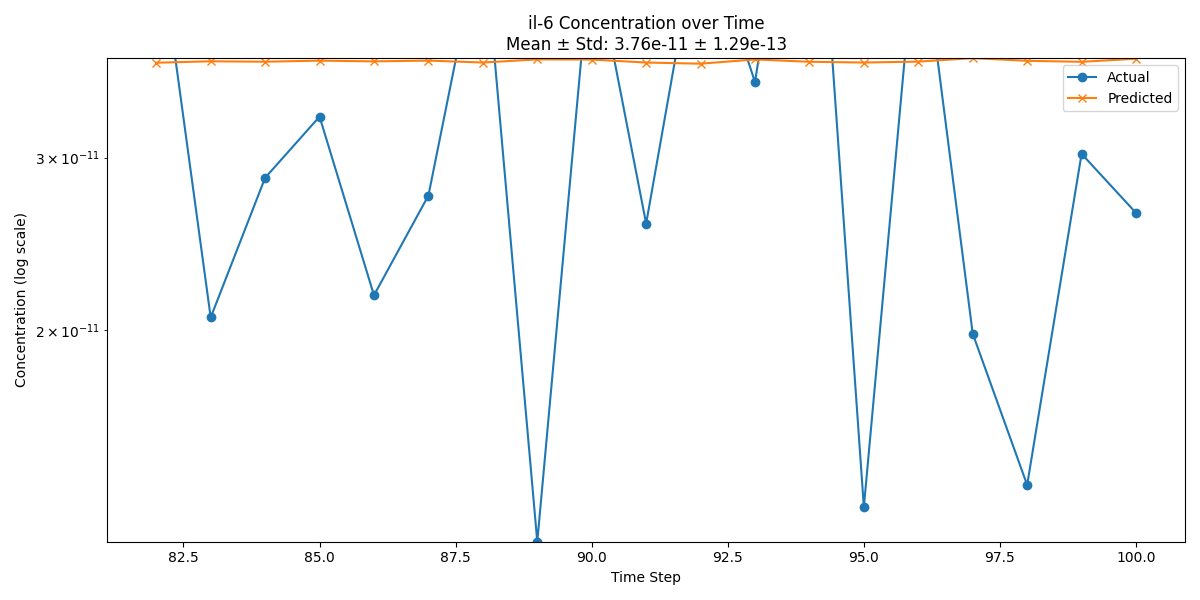 il-6 Concentration over Time
Mean ± Std: 3.76e-11 ± 1.29e-13
Actual
Predicted
3 × 10⁻¹¹
2 × 10⁻¹¹
Concentration (log scale)
82.5 85.0 87.5 90.0 92.5 95.0 97.5 100.0
Time Step